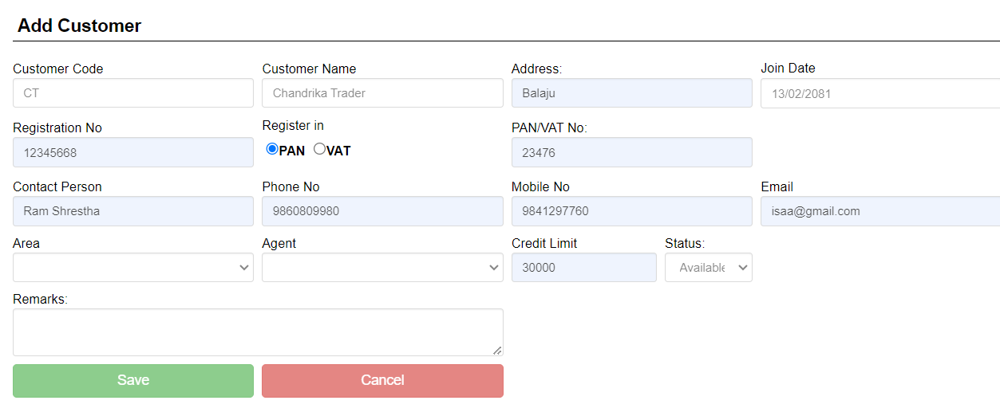 Add Customer
Customer Code Customer Name Address: Join Date
CT Chandrika Trader Balaju 13/02/2081
Registration No Register in PAN/VAT No:
12345668 PAN VAT 23476
Contact Person Phone No Mobile No Email
Ram Shrestha 9860809980 9841297760 isaa@gmail.com
Area Agent Credit Limit Status:
30000 Available
Remarks:
Save Cancel